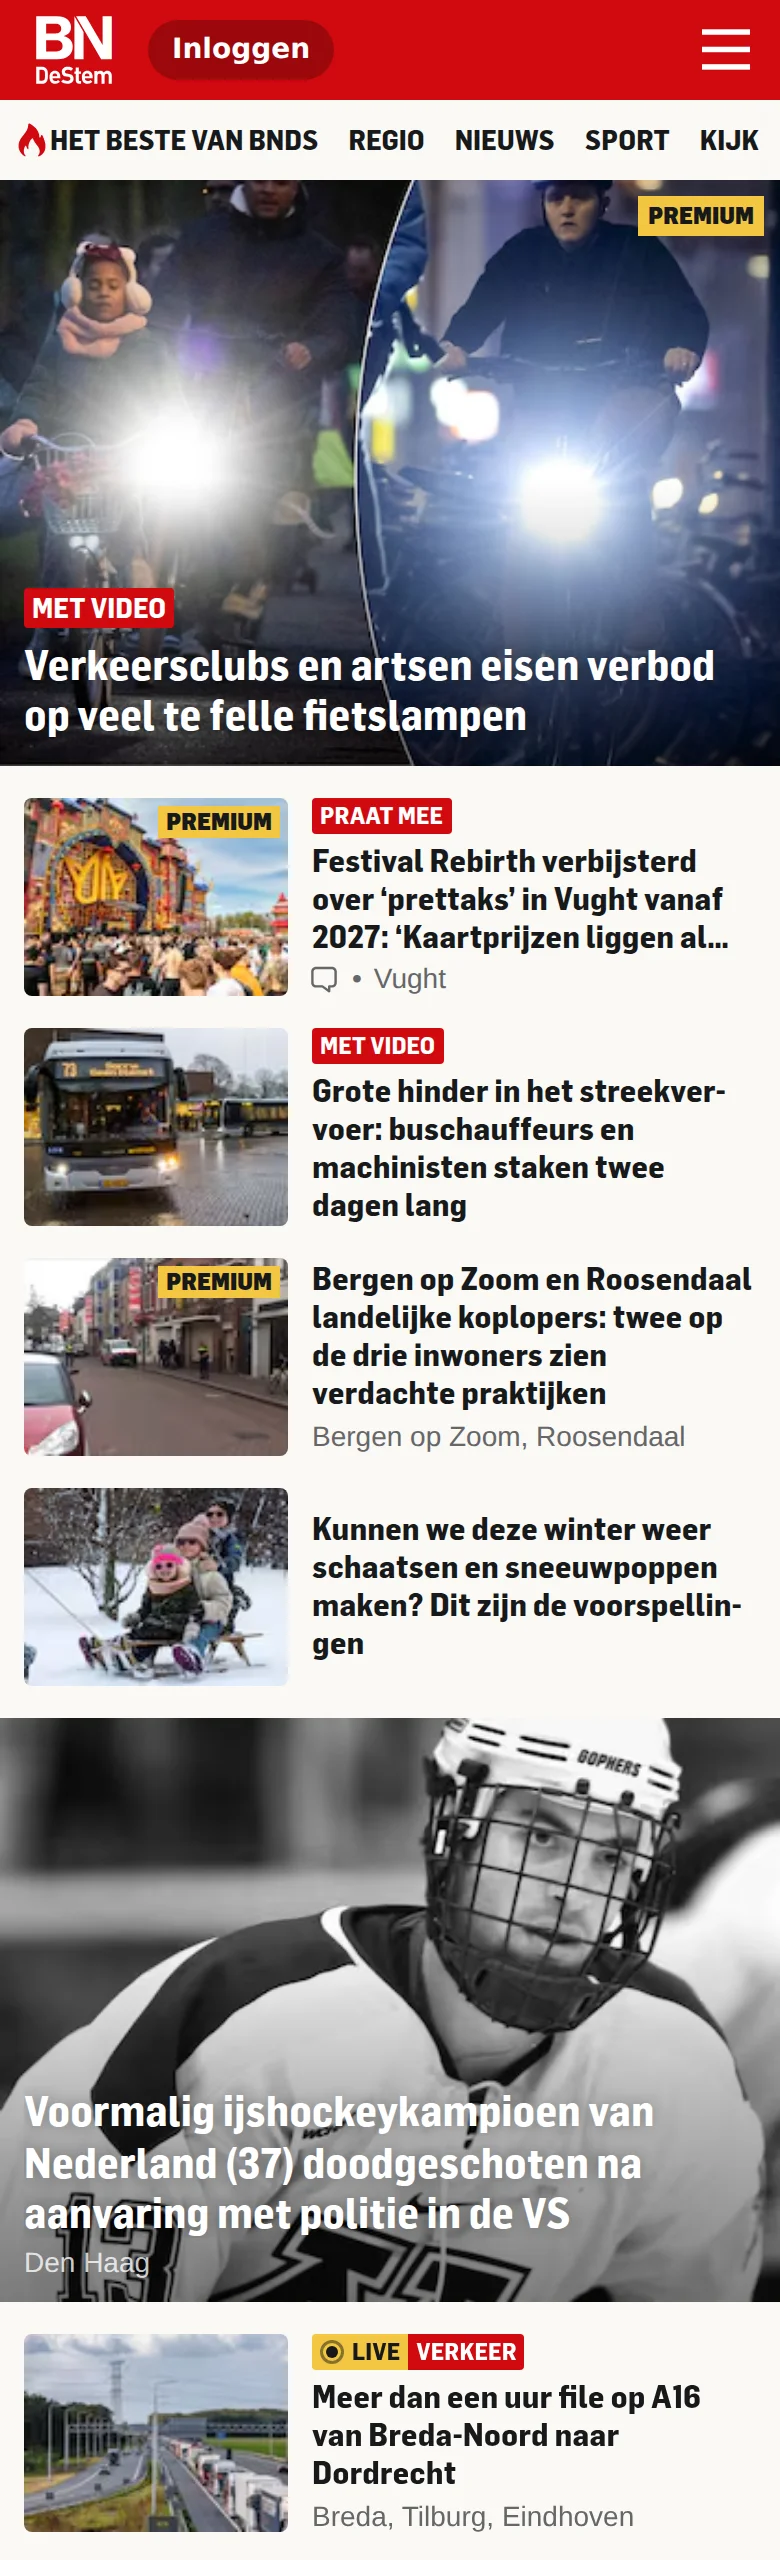 BN
DeStem
Inloggen
HET BESTE VAN BNDS REGIO NIEUWS SPORT KIJK
PREMIUM
MET VIDEO
Verkeersclubs en artsen eisen verbod
op veel te felle fietslampen
PREMIUM
PRAAT MEE
Festival Rebirth verbijsterd
over ‘prettaks’ in Vught vanaf
2027: ‘Kaartprijzen liggen al...
• Vught
73
MET VIDEO
Grote hinder in het streekver-
voer: buschauffeurs en
machinisten staken twee
dagen lang
PREMIUM
Bergen op Zoom en Roosendaal
landelijke koplopers: twee op
de drie inwoners zien
verdachte praktijken
Bergen op Zoom, Roosendaal
Kunnen we deze winter weer
schaatsen en sneeuwpoppen
maken? Dit zijn de voorspellin-
gen
GOPHERS
Voormalig ijshockeykampioen van
Nederland (37) doodgeschoten na
aanvaring met politie in de VS
Den Haag
13
LIVE VERKEER
Meer dan een uur file op A16
van Breda-Noord naar
Dordrecht
Breda, Tilburg, Eindhoven